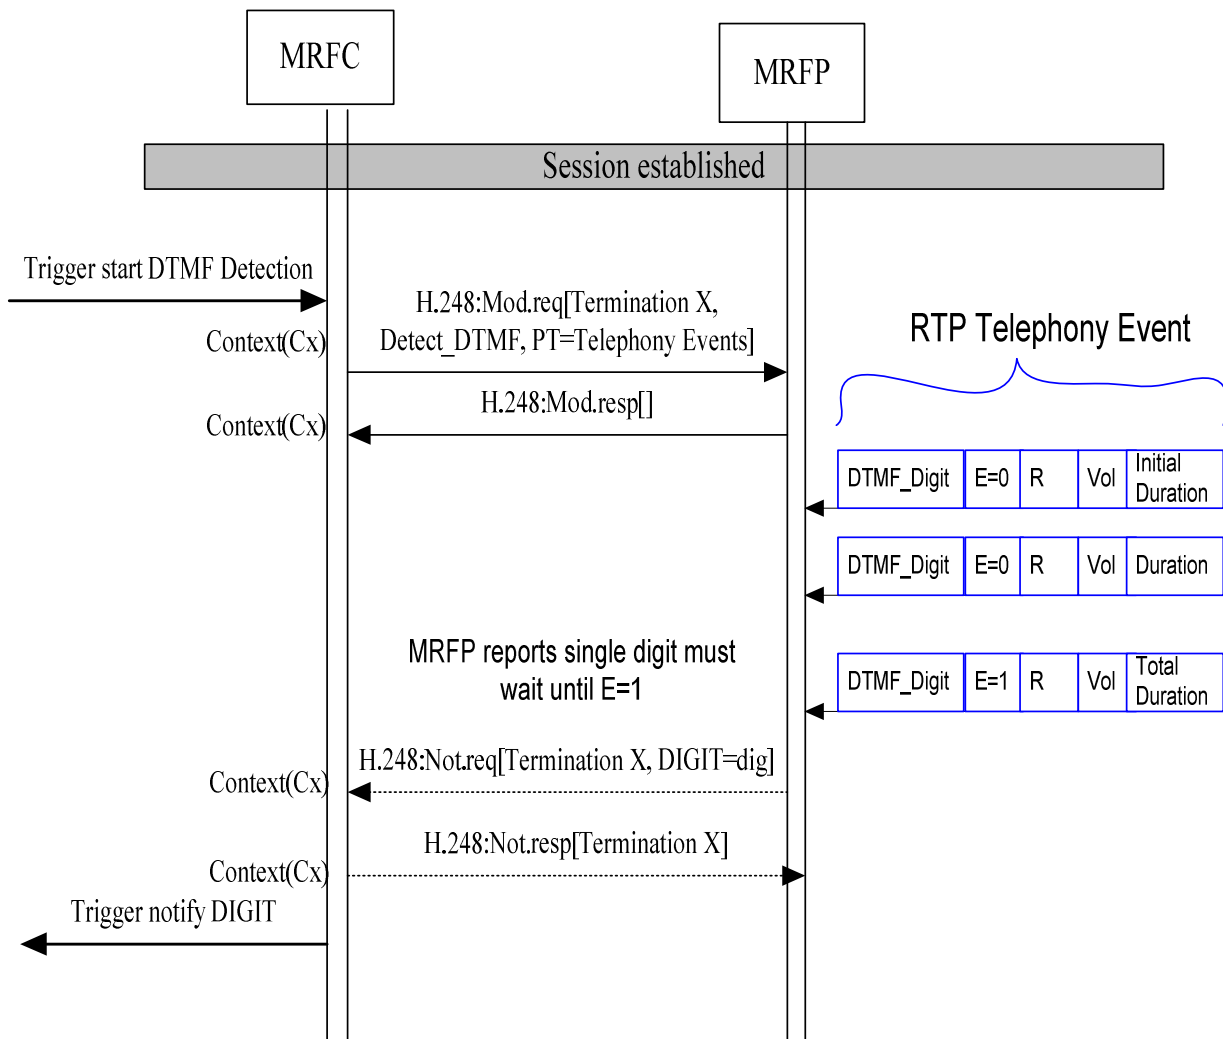 MRFC
MRFP
Session established
Trigger start DTMF Detection
H.248:Mod.req[Termination X,
Context(Cx)
Detect_DTMF, PT=Telephony Events]
RTP Telephony Event
H.248:Mod.resp[]
Context(Cx)
DTMF_Digit E=0 R Vol Initial
Duration
DTMF_Digit E=0 R Vol Duration
MRFP reports single digit must
wait until E=1
DTMF_Digit E=1 R Vol Total
Duration
H.248:Not.req[Termination X, DIGIT=dig]
Context(Cx)
H.248:Not.resp[Termination X]
Context(Cx)
Trigger notify DIGIT